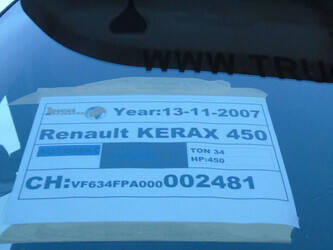 WWW.TRU
Year:13-11-2007
Renault KERAX 450
TON 34
HP:450
CH:VF634FPA000002481